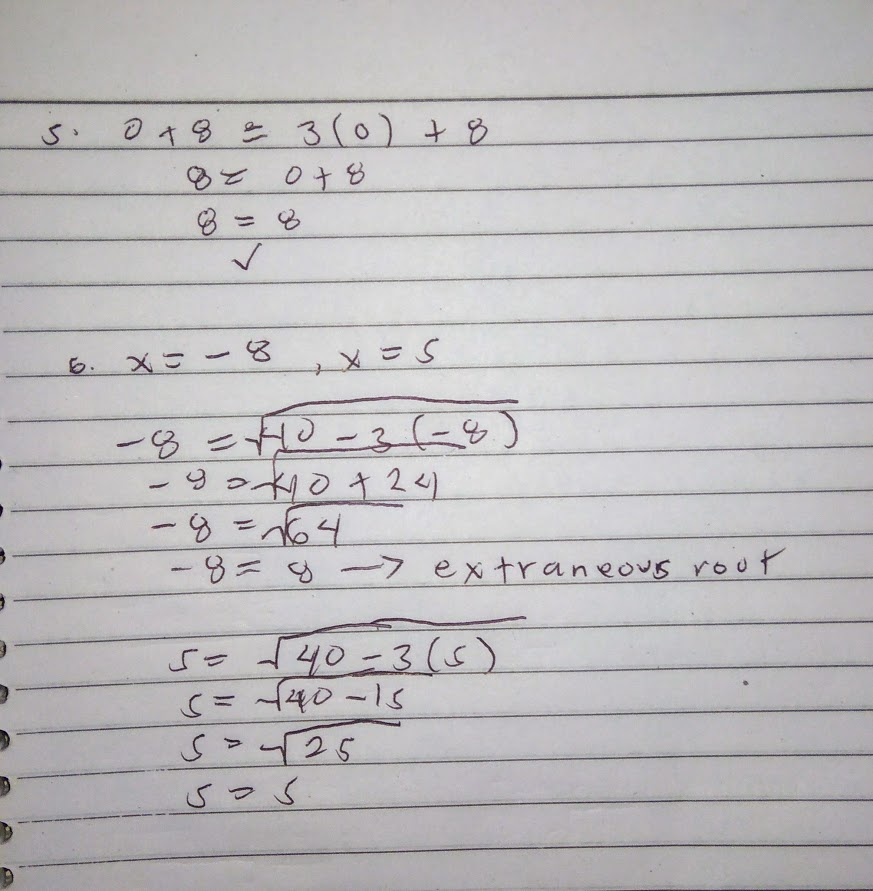 5. 0 + 8 = 3(0) + 8
8 = 0 + 8
8 = 8
✓
6. x = -8 , x = 5
-8 = √40 - 3(-8)
-8 = √40 + 24
-8 = √64
-8 = 8 → extraneous root
5 = √40 - 3(5)
5 = √40 - 15
5 = √25
5 = 5